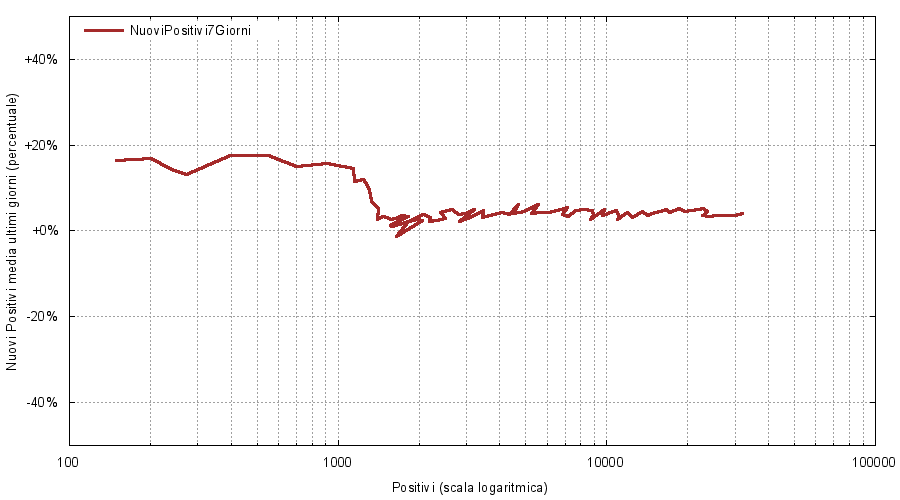 NuoviPositivi7Giorni
+40%
+20%
+0%
-20%
-40%
Nuovi Positivi media ultimi giorni (percentuale)
100 1000 10000 100000
Positivi (scala logaritmica)